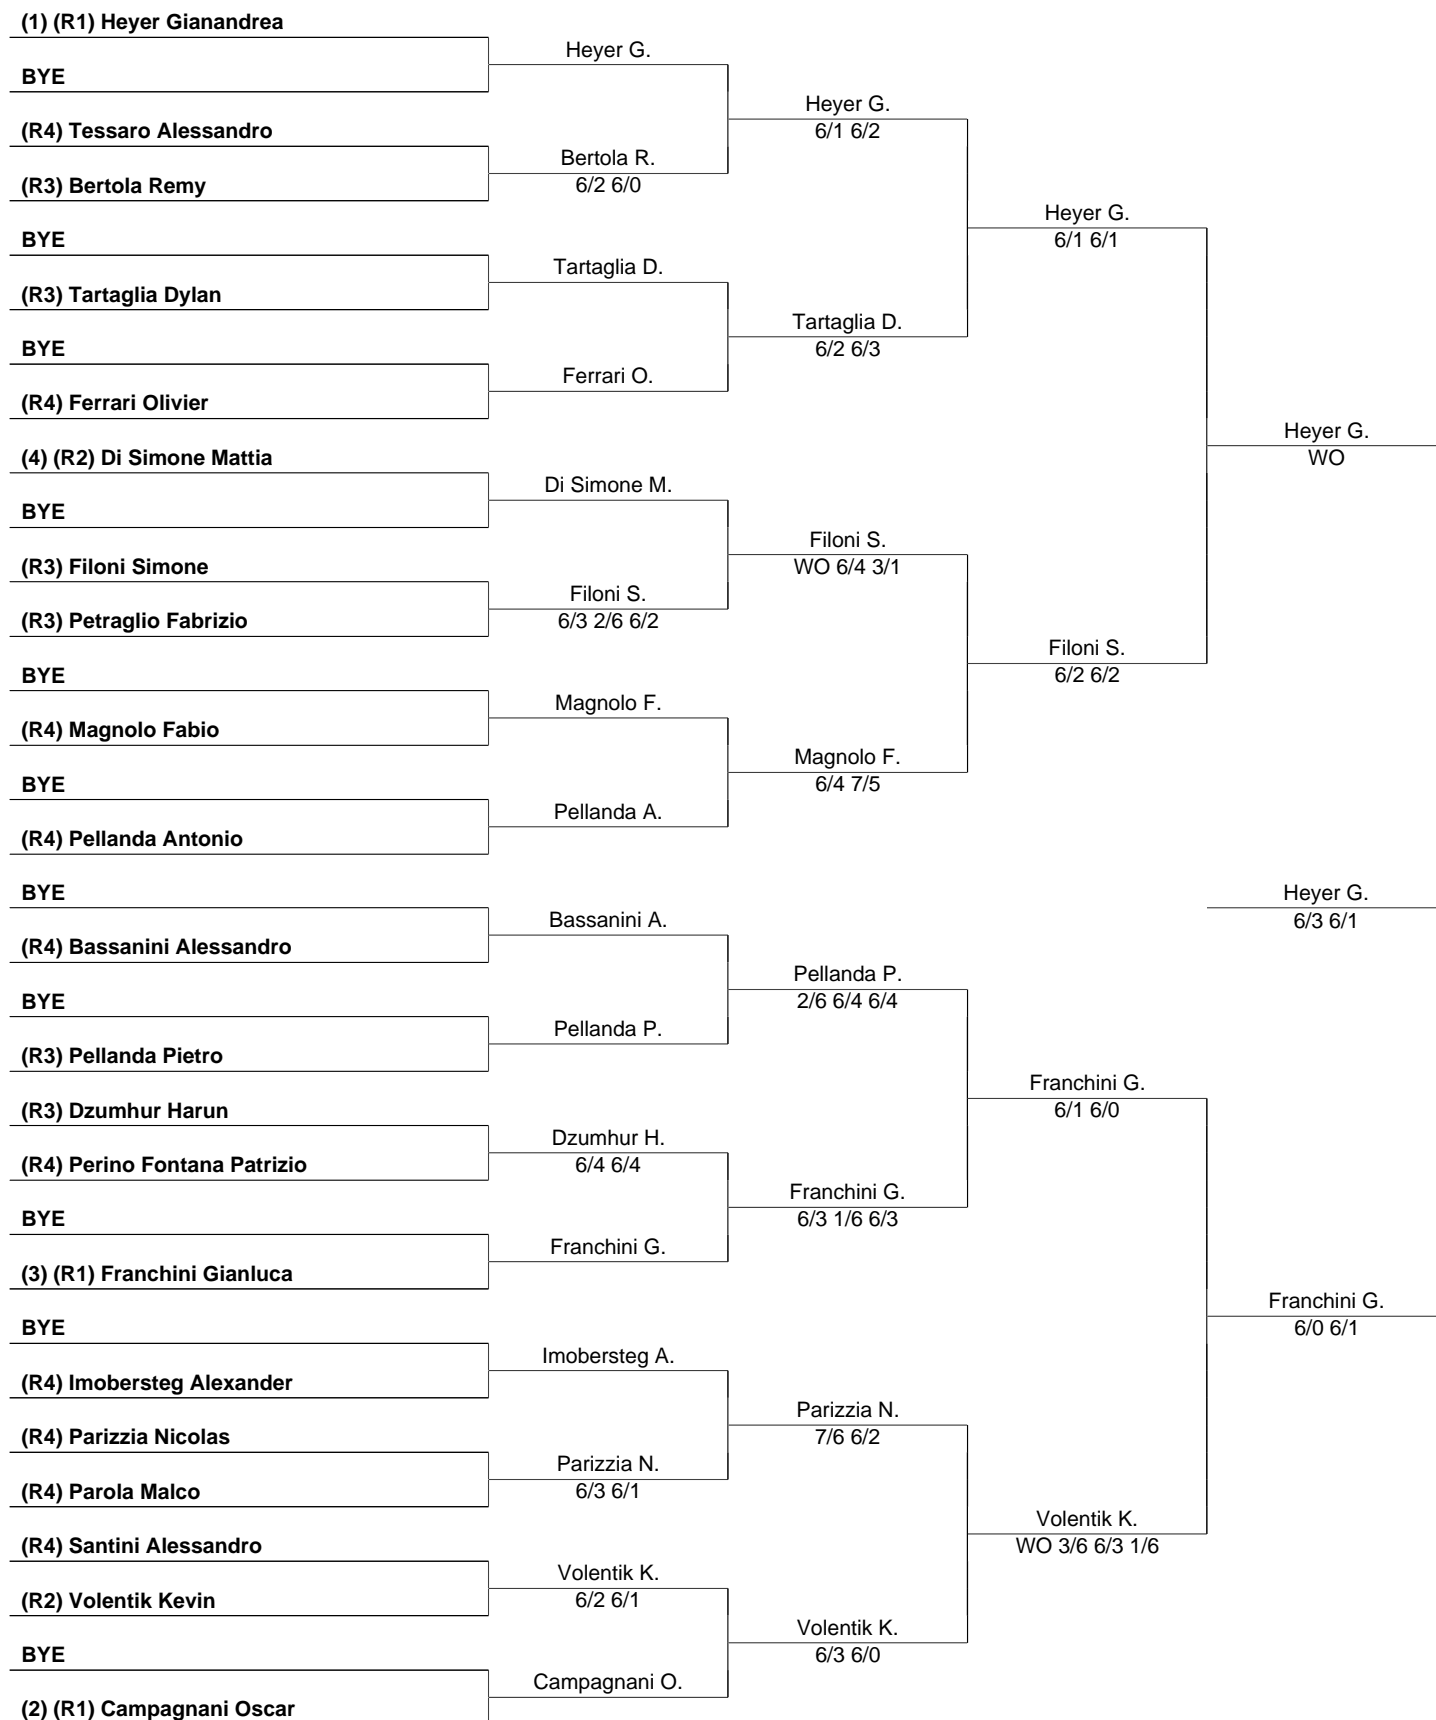 (1) (R1) Heyer Gianandrea
Heyer G.
BYE
Heyer G.
6/1 6/2
(R4) Tessaro Alessandro
Bertola R.
6/2 6/0
(R3) Bertola Remy
Heyer G.
6/1 6/1
BYE
Tartaglia D.
(R3) Tartaglia Dylan
Tartaglia D.
6/2 6/3
BYE
Ferrari O.
(R4) Ferrari Olivier
Heyer G.
WO
(4) (R2) Di Simone Mattia
Di Simone M.
BYE
Filoni S.
WO 6/4 3/1
(R3) Filoni Simone
Filoni S.
6/3 2/6 6/2
(R3) Petraglio Fabrizio
Filoni S.
6/2 6/2
BYE
Magnolo F.
(R4) Magnolo Fabio
Magnolo F.
6/4 7/5
BYE
Pellanda A.
(R4) Pellanda Antonio
BYE
Heyer G.
6/3 6/1
Bassanini A.
(R4) Bassanini Alessandro
Pellanda P.
2/6 6/4 6/4
BYE
Pellanda P.
(R3) Pellanda Pietro
Franchini G.
6/1 6/0
(R3) Dzumhur Harun
Dzumhur H.
6/4 6/4
(R4) Perino Fontana Patrizio
Franchini G.
6/3 1/6 6/3
BYE
Franchini G.
(3) (R1) Franchini Gianluca
Franchini G.
6/0 6/1
BYE
Imobersteg A.
(R4) Imobersteg Alexander
Parizzia N.
7/6 6/2
(R4) Parizzia Nicolas
Parizzia N.
6/3 6/1
(R4) Parola Malco
Volentik K.
WO 3/6 6/3 1/6
(R4) Santini Alessandro
Volentik K.
6/2 6/1
(R2) Volentik Kevin
Volentik K.
6/3 6/0
BYE
Campagnani O.
(2) (R1) Campagnani Oscar